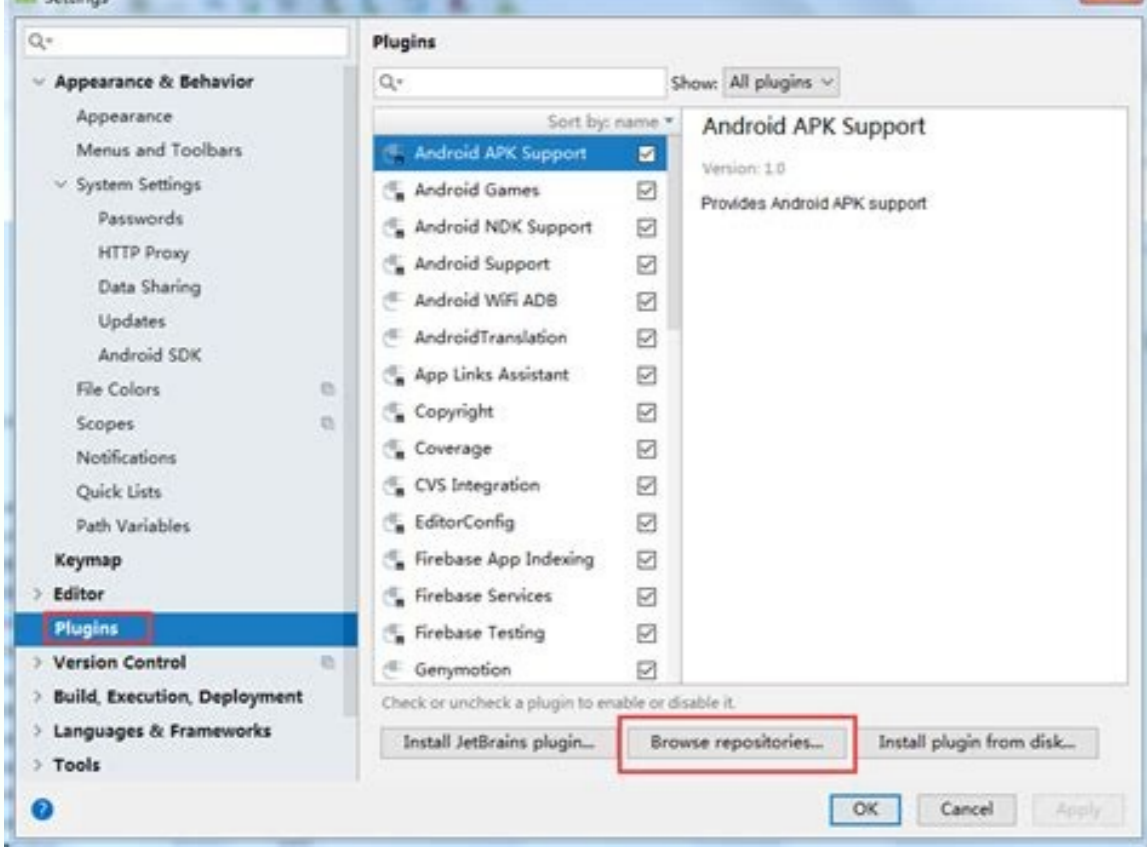 Settings
Plugins
Appearance & Behavior
Appearance
Menus and Toolbars
System Settings
Passwords
HTTP Proxy
Data Sharing
Updates
Android SDK
File Colors
Scopes
Notifications
Quick Lists
Path Variables
Keymap
Editor
Plugins
Version Control
Build, Execution, Deployment
Languages & Frameworks
Tools
Show: All plugins
Sort by: name
Android APK Support
Android Games
Android NDK Support
Android Support
Android WiFi ADB
AndroidTranslation
App Links Assistant
Copyright
Coverage
CVS Integration
EditorConfig
Firebase App Indexing
Firebase Services
Firebase Testing
Genymotion
Android APK Support
Version: 1.0
Provides Android APK support
Check or uncheck a plugin to enable or disable it.
Install JetBrains plugin... Browse repositories... Install plugin from disk...
? OK Cancel Apply